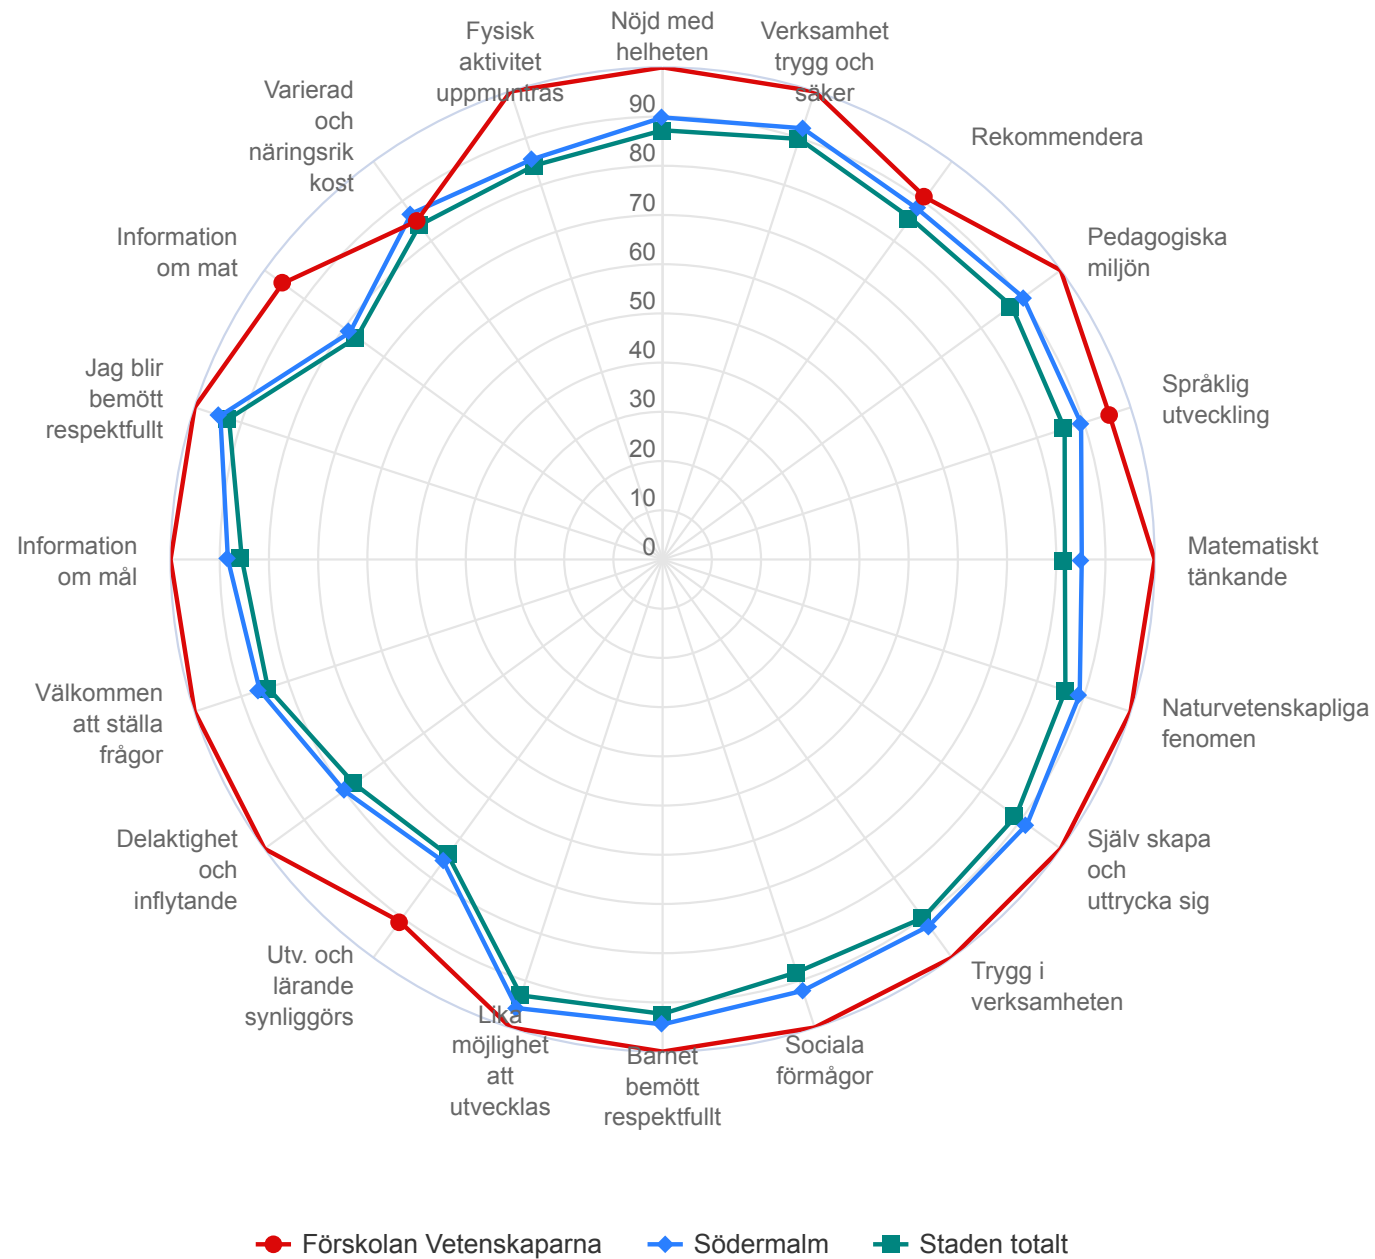 Nöjd med
helheten
Verksamhet
trygg och
säker
Rekommendera
Pedagogiska
miljön
Språklig
utveckling
Matematiskt
tänkande
Naturvetenskapliga
fenomen
Själv skapa
och
uttrycka sig
Trygg i
verksamheten
Sociala
förmågor
Barnet
bemött
respektfullt
Lika
möjlighet
att
utvecklas
Utv. och
lärande
synliggörs
Delaktighet
och
inflytande
Välkommen
att ställa
frågor
Information
om mål
Jag blir
bemött
respektfullt
Information
om mat
Varierad
och
näringsrik
kost
Fysisk
aktivitet
uppmuntras
90
80
70
60
50
40
30
20
10
0
Förskolan Vetenskaparna
Södermalm
Staden totalt